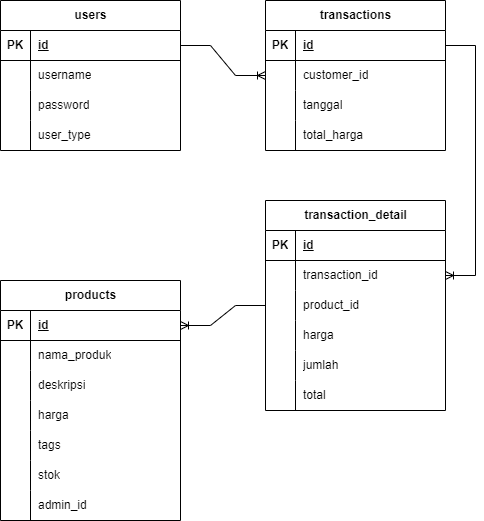 users
PK id
username
password
user_type
transactions
PK id
customer_id
tanggal
total_harga
transaction_detail
PK id
transaction_id
product_id
harga
jumlah
total
products
PK id
nama_produk
deskripsi
harga
tags
stok
admin_id